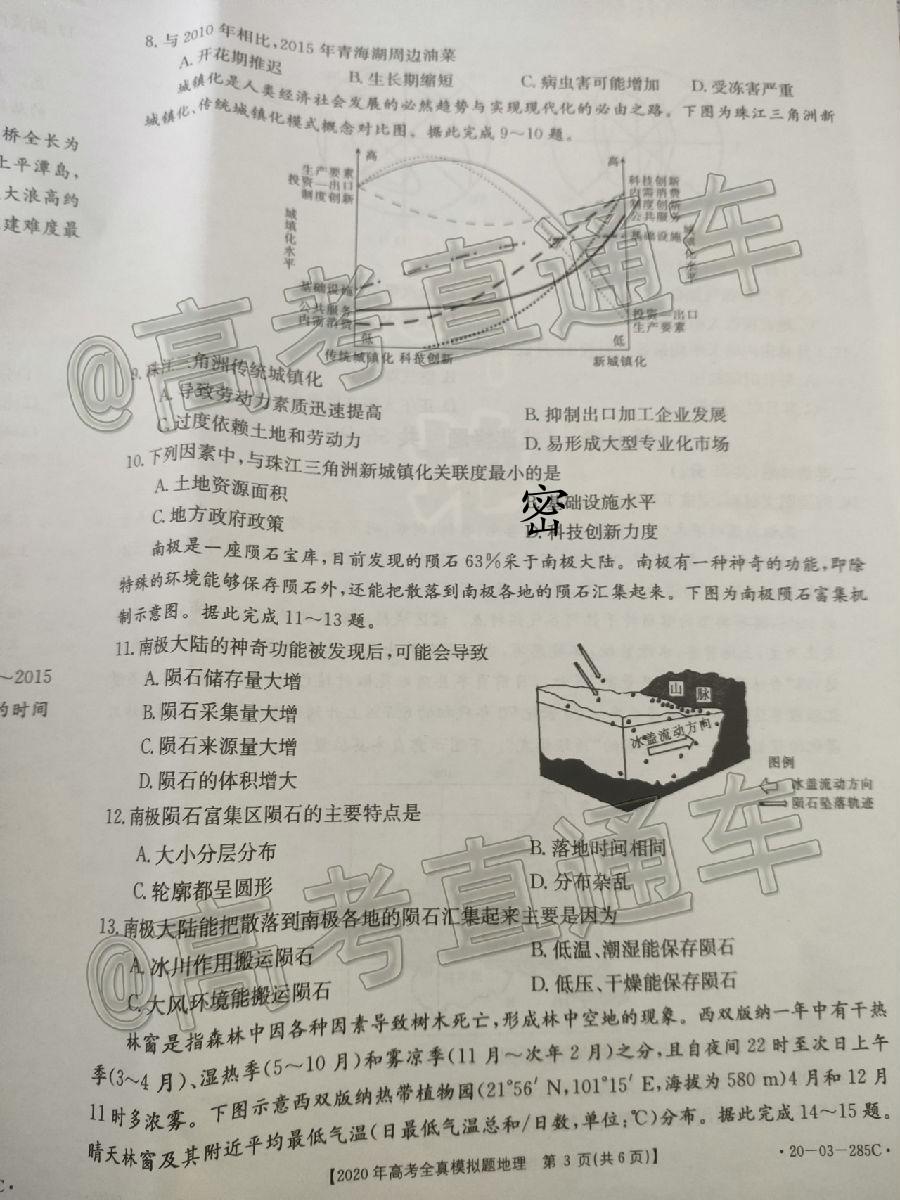 8. 与2010年相比,2015年青海湖周边油菜
A. 开花期推迟 B. 生长期缩短 C. 病虫害可能增加 D. 受冻害严重
城镇化是人类经济社会发展的必然趋势与实现现代化的必由之路。下图为珠江三角洲新
城镇化、传统城镇化模式概念对比图。据此完成9~10题。
桥全长为
上平潭岛,
大浪高约
建难度最
高
生产要素
投资—出口
制度创新
城镇化水平
基础设施
公共服务
内需消费
低
传统城镇化 科技创新
高
科技创新
内需消费
制度创新
公共服务
基础设施
城镇化水平
投资—出口
生产要素
低
新城镇化
9. 珠江三角洲传统城镇化
A. 导致劳动力素质迅速提高 B. 抑制出口加工企业发展
C. 过度依赖土地和劳动力 D. 易形成大型专业化市场
10. 下列因素中,与珠江三角洲新城镇化关联度最小的是
A. 土地资源面积 B. 基础设施水平
C. 地方政府政策 D. 科技创新力度
密
南极是一座陨石宝库,目前发现的陨石63%采于南极大陆。南极有一种神奇的功能,即除
特殊的环境能够保存陨石外,还能把散落到南极各地的陨石汇集起来。下图为南极陨石富集机
制示意图。据此完成11~13题。
11. 南极大陆的神奇功能被发现后,可能会导致
A. 陨石储存量大增
B. 陨石采集量大增
C. 陨石来源量大增
D. 陨石的体积增大
~2015
的时间
山脉
冰盖流动方向
图例
冰盖流动方向
陨石坠落轨迹
12. 南极陨石富集区陨石的主要特点是
A. 大小分层分布 B. 落地时间相同
C. 轮廓都呈圆形 D. 分布杂乱
13. 南极大陆能把散落到南极各地的陨石汇集起来主要是因为
A. 冰川作用搬运陨石 B. 低温、潮湿能保存陨石
C. 大风环境能搬运陨石 D. 低压、干燥能保存陨石
林窗是指森林中因各种因素导致树木死亡,形成林中空地的现象。西双版纳一年中有干热
季(3~4月)、湿热季(5~10月)和雾凉季(11月~次年2月)之分,且自夜间22时至次日上午
11时多浓雾。下图示意西双版纳热带植物园(21°56′N,101°15′E,海拔为580 m)4月和12月
晴天林窗及其附近平均最低气温(日最低气温总和/日数,单位:℃)分布。据此完成14~15题。
【2020年高考全真模拟题地理 第3页(共6页)】
·20-03-285C·
C·
@高考直通车
@高考直通车